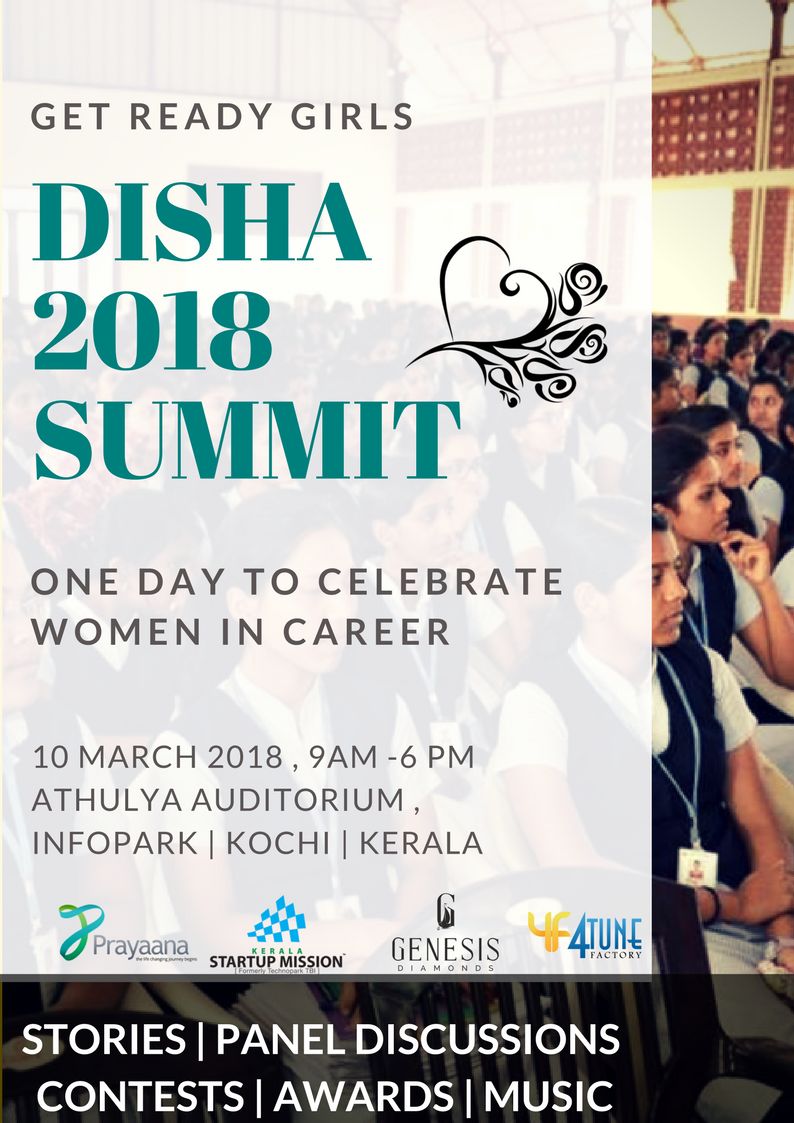 GET READY GIRLS
DISHA
2018
SUMMIT
ONE DAY TO CELEBRATE
WOMEN IN CAREER
10 MARCH 2018 , 9AM -6 PM
ATHULYA AUDITORIUM ,
INFOPARK | KOCHI | KERALA
Prayaana
the life changing journey begins
KERALA
STARTUP MISSION™
[ Formerly Technopark TBI ]
G
GENESIS
DIAMONDS
4F 4TUNE
FACTORY
STORIES | PANEL DISCUSSIONS
CONTESTS | AWARDS | MUSIC